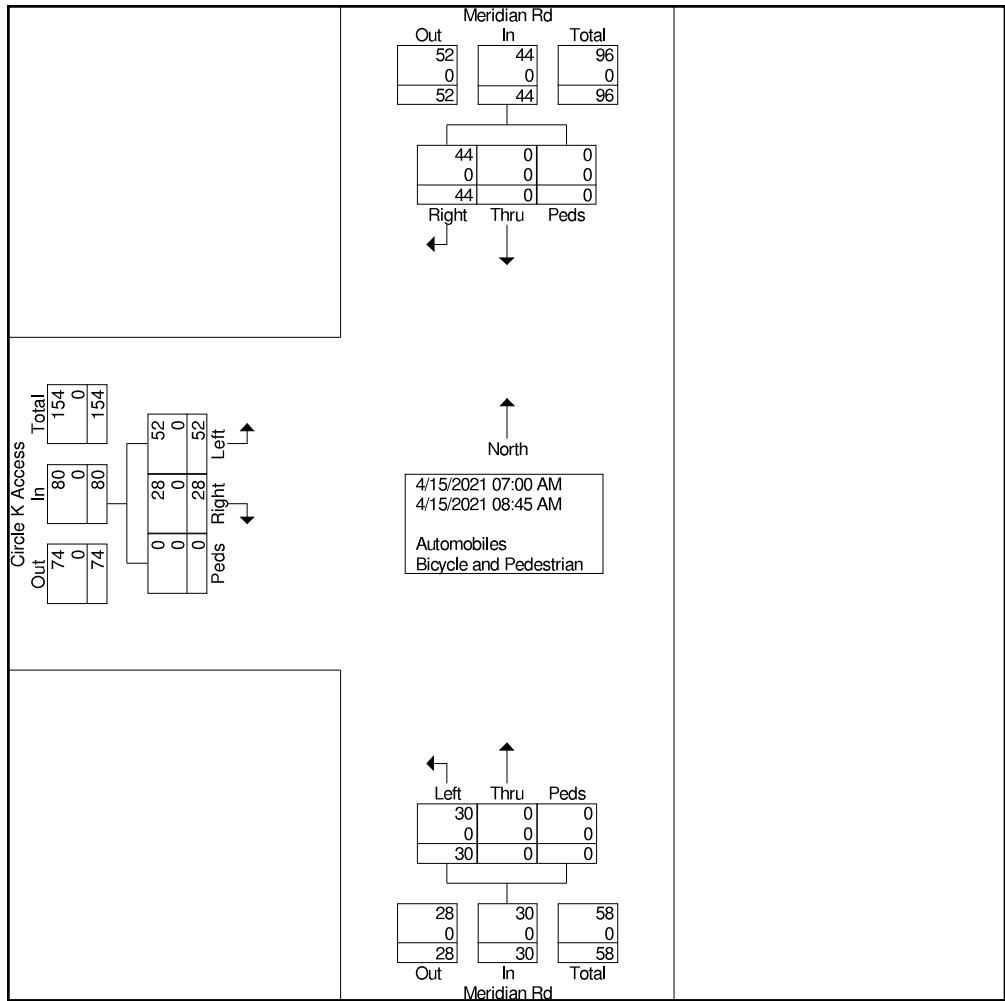 Meridian Rd
Out In Total
52 44 96
0 0 0
52 44 96
44 0 0
0 0 0
44 0 0
Right Thru Peds
Circle K Access
Total In Out
154 80 74
0 0 0
154 80 74
52 28 0
0 0 0
52 28 0
Left Right Peds
North
4/15/2021 07:00 AM
4/15/2021 08:45 AM
Automobiles
Bicycle and Pedestrian
Left Thru Peds
30 0 0
0 0 0
30 0 0
28 30 58
0 0 0
28 30 58
Out In Total
Meridian Rd